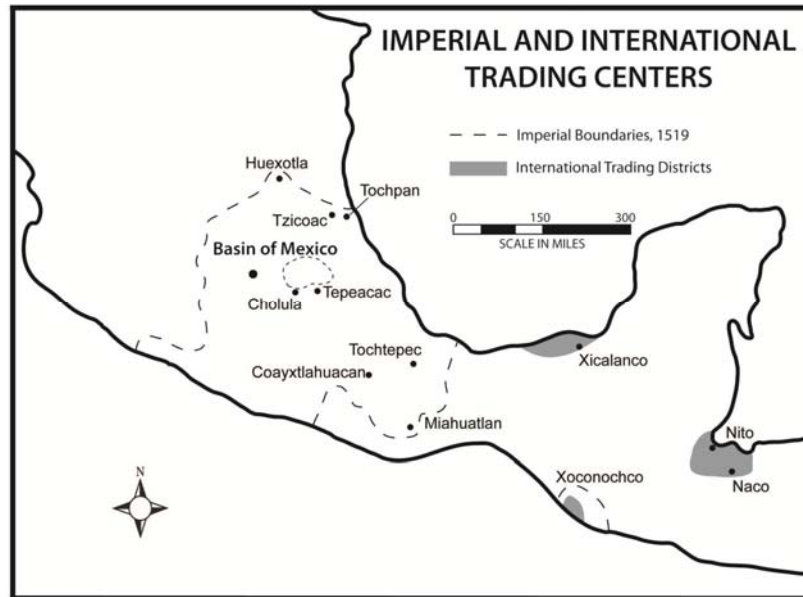 IMPERIAL AND INTERNATIONAL
TRADING CENTERS
Imperial Boundaries, 1519
International Trading Districts
0 150 300
SCALE IN MILES
Huexotla
Tochpan
Tzicoac
Basin of Mexico
Cholula
Tepeacac
Tochtepec
Coayxtlahuacan
Xicalanco
Miahuatlan
Nito
Xoconochco
Naco
N